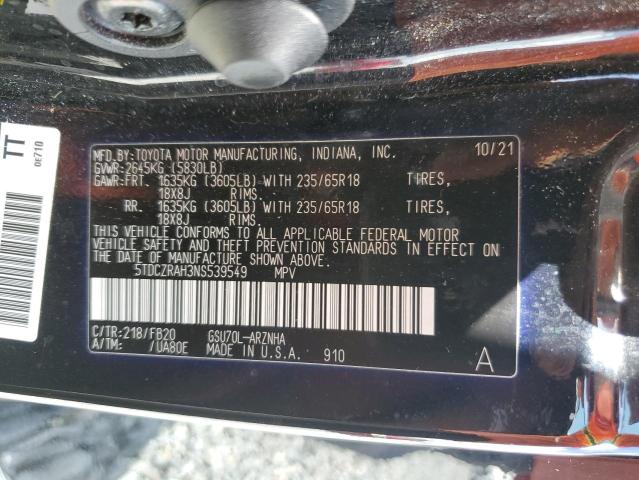 TT
0E710
MFD.BY:TOYOTA MOTOR MANUFACTURING, INDIANA, INC. 10/21
GVWR:2645KG (5830LB)
GAWR:FRT. 1635KG (3605LB) WITH 235/65R18 TIRES,
18X8J RIMS.
RR. 1635KG (3605LB) WITH 235/65R18 TIRES,
18X8J RIMS.
THIS VEHICLE CONFORMS TO ALL APPLICABLE FEDERAL MOTOR
VEHICLE SAFETY AND THEFT PREVENTION STANDARDS IN EFFECT ON
THE DATE OF MANUFACTURE SHOWN ABOVE.
5TDCZRAH3NS539549 MPV
C/TR:218/FB20 GSU70L-ARZNHA
A/TM: /UA80E MADE IN U.S.A. 910 A